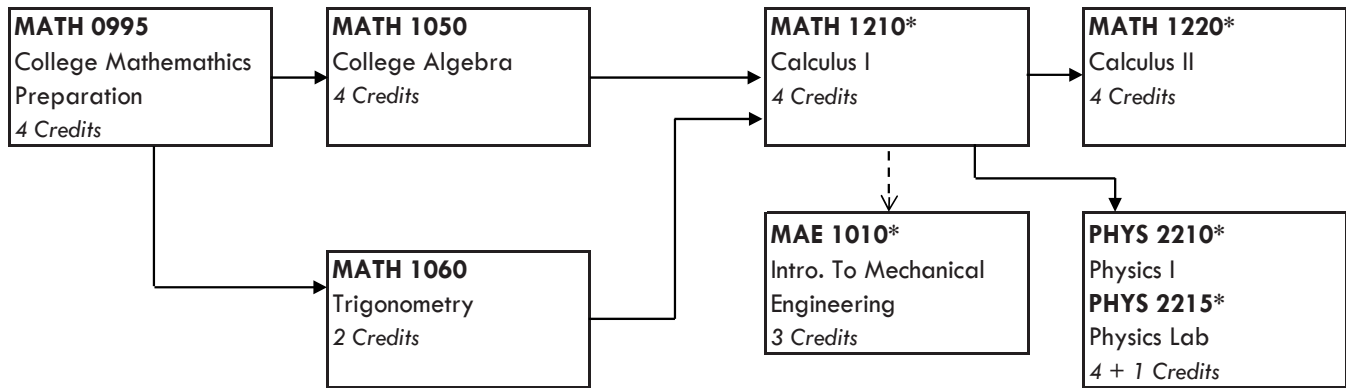 MATH 0995
College Mathemathics
Preparation
4 Credits
MATH 1050
College Algebra
4 Credits
MATH 1210*
Calculus I
4 Credits
MATH 1220*
Calculus II
4 Credits
MATH 1060
Trigonometry
2 Credits
MAE 1010*
Intro. To Mechanical
Engineering
3 Credits
PHYS 2210*
Physics I
PHYS 2215*
Physics Lab
4 + 1 Credits